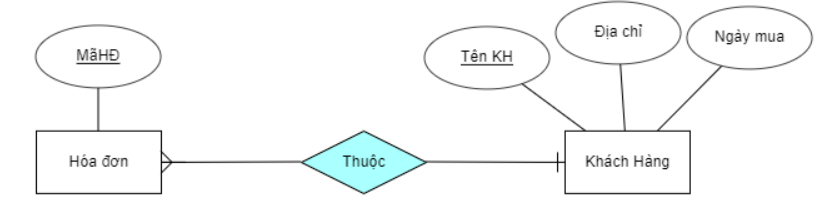 MãHĐ
Tên KH
Địa chỉ
Ngày mua
Hóa đơn
Thuộc
Khách Hàng